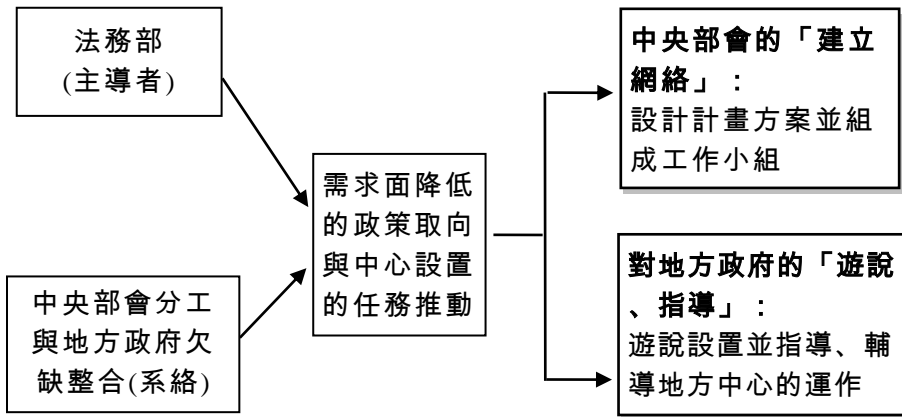 法務部
(主導者)
中央部會分工
與地方政府欠
缺整合(系絡)
需求面降低
的政策取向
與中心設置
的任務推動
中央部會的「建立
網絡」：
設計計畫方案並組
成工作小組
對地方政府的「遊說
、指導」：
遊說設置並指導、輔
導地方中心的運作